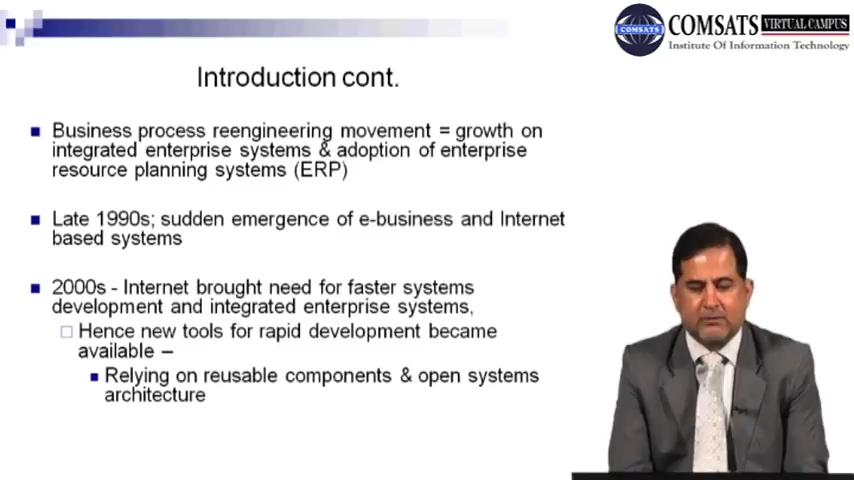 COMSATS
COMSATS VIRTUAL CAMPUS
Institute Of Information Technology
Introduction cont.
Business process reengineering movement = growth on
integrated enterprise systems & adoption of enterprise
resource planning systems (ERP)
Late 1990s; sudden emergence of e-business and Internet
based systems
2000s - Internet brought need for faster systems
development and integrated enterprise systems,
Hence new tools for rapid development became
available –
Relying on reusable components & open systems
architecture